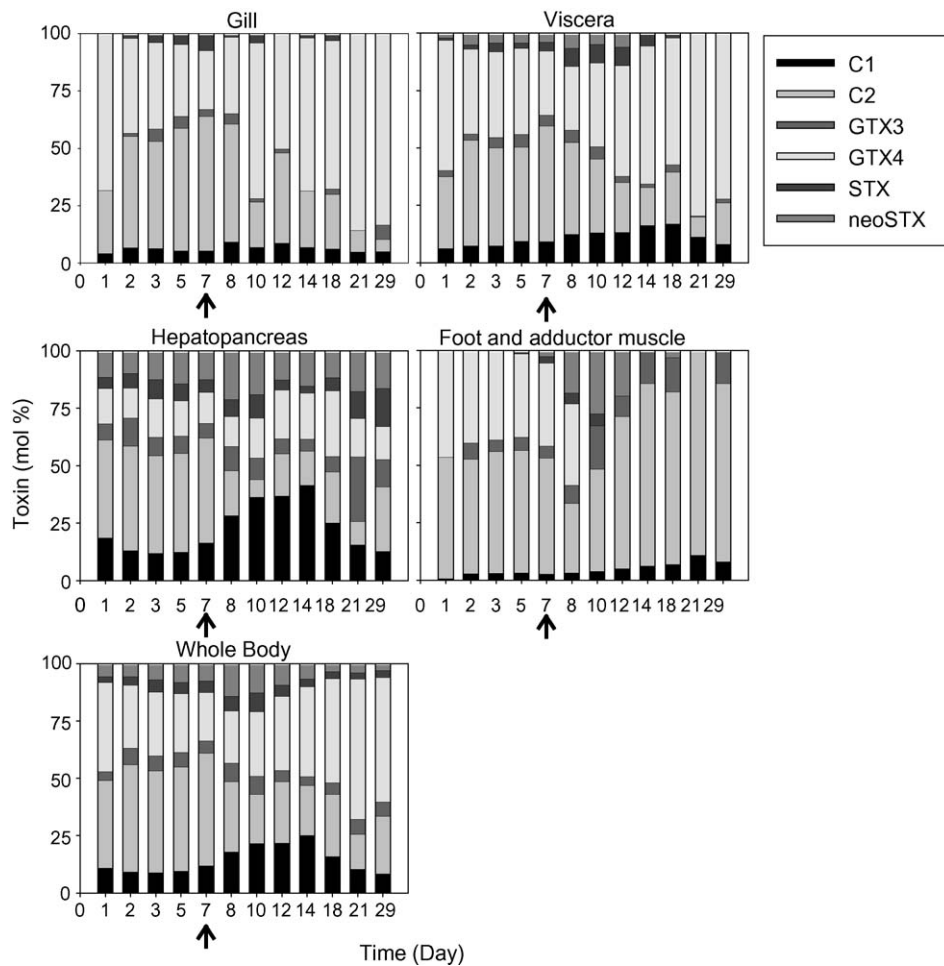 Gill
Viscera
100
75
50
25
0
0 1 2 3 5 7 8 10 12 14 18 21 29
0 1 2 3 5 7 8 10 12 14 18 21 29
C1
C2
GTX3
GTX4
STX
neoSTX
Hepatopancreas
Foot and adductor muscle
Toxin (mol %)
100
75
50
25
0
0 1 2 3 5 7 8 10 12 14 18 21 29
0 1 2 3 5 7 8 10 12 14 18 21 29
Whole Body
100
75
50
25
0
0 1 2 3 5 7 8 10 12 14 18 21 29
Time (Day)